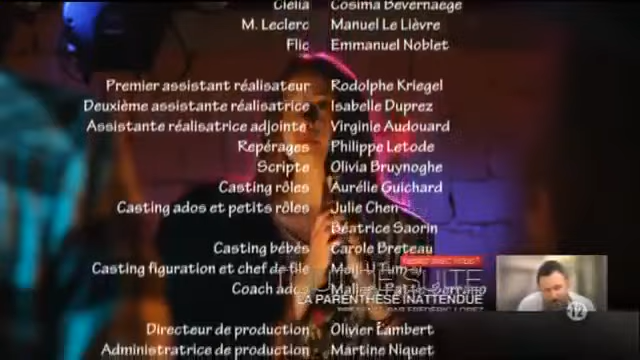 Clélia Cosima Bevernaege
M. Leclerc Manuel Le Lièvre
Flic Emmanuel Noblet
Premier assistant réalisateur Rodolphe Kriegel
Deuxième assistante réalisatrice Isabelle Duprez
Assistante réalisatrice adjointe Virginie Audouard
Repérages Philippe Letode
Scripte Olivia Bruynoghe
Casting rôles Aurélie Guichard
Casting ados et petits rôles Julie Chen
Béatrice Saorin
Casting bébés Carole Breteau
Casting figuration et chef de file
Coach ados
SUITE
LA PARENTHÈSE INATTENDUE
Directeur de production Olivier Lambert
Administratrice de production Martine Niquet